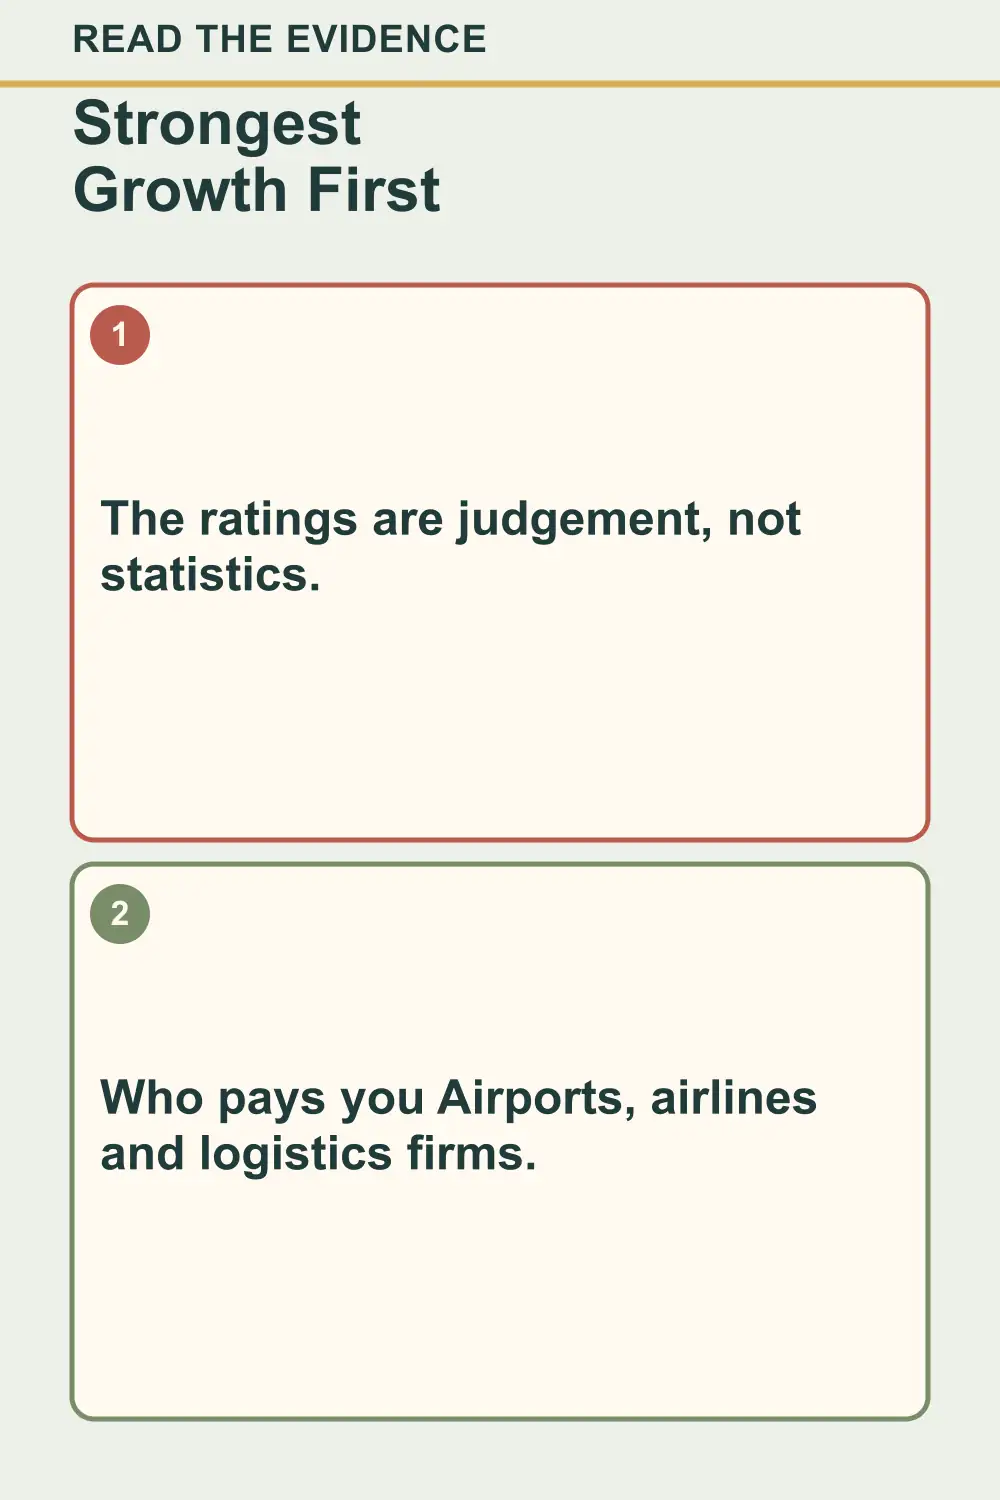 READ THE EVIDENCE
Strongest
Growth First
1
The ratings are judgement, not
statistics.
2
Who pays you Airports, airlines
and logistics firms.